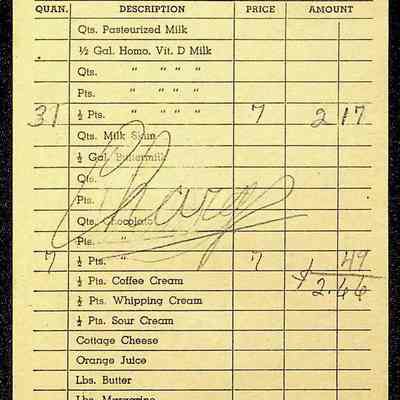 QUAN. DESCRIPTION PRICE AMOUNT
Qts. Pasteurized Milk
½ Gal. Homo. Vit. D Milk
Qts. " " " "
Pts. " " " "
31 ½ Pts. " " " " 7 2 17
Qts. Milk Skim
½ Gal. Buttermilk
Qts.
Pts.
Charge
Qts. Chocolate
Pts. "
7 ½ Pts. " 7 49
½ Pts. Coffee Cream 2.66
½ Pts. Whipping Cream
½ Pts. Sour Cream
Cottage Cheese
Orange Juice
Lbs. Butter
Lbs. Margarine